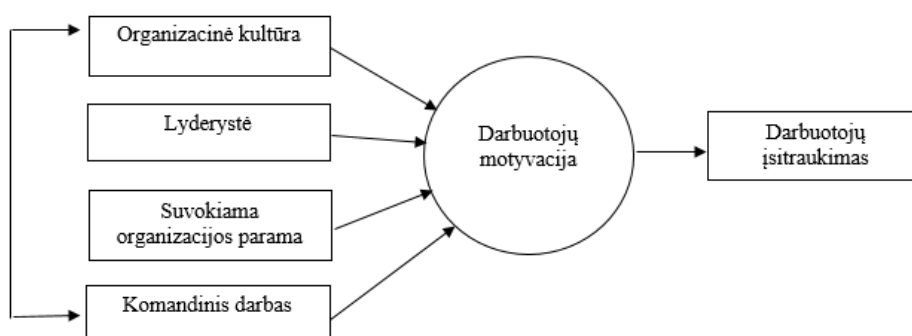 Organizacinė kultūra
Lyderystė
Suvokiama
organizacijos parama
Komandinis darbas
Darbuotojų
motyvacija
Darbuotojų
įsitraukimas